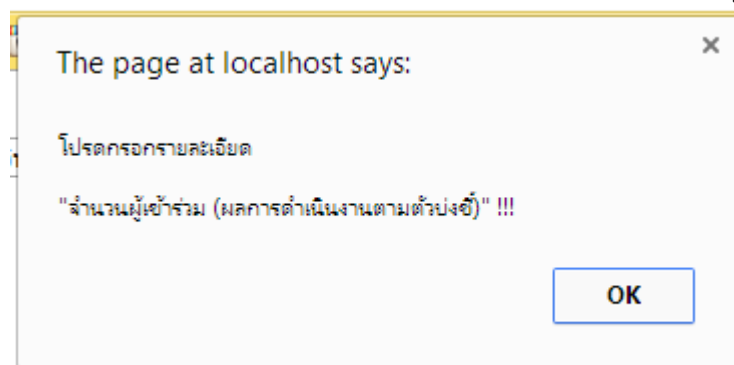 The page at localhost says:
โปรดกรอกรายละเอียด
"จำนวนผู้เข้าร่วม (ผลการดำเนินงานตามตัวบ่งชี้)" !!!
OK